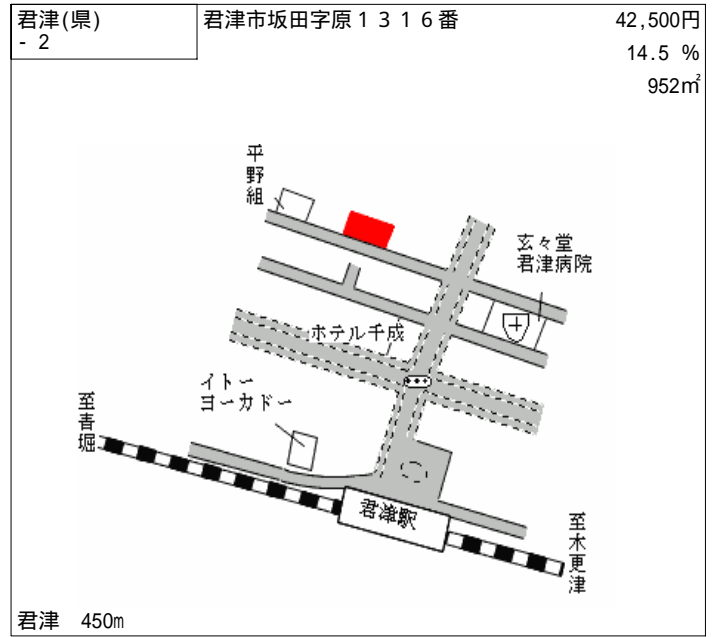 君津(県)
- 2
君津市坂田字原１３１６番
42,500円
14.5 %
952㎡
平野組
玄々堂
君津病院
ホテル千成
イトー
ヨーカドー
至青堀
君津駅
至木更津
君津 450m